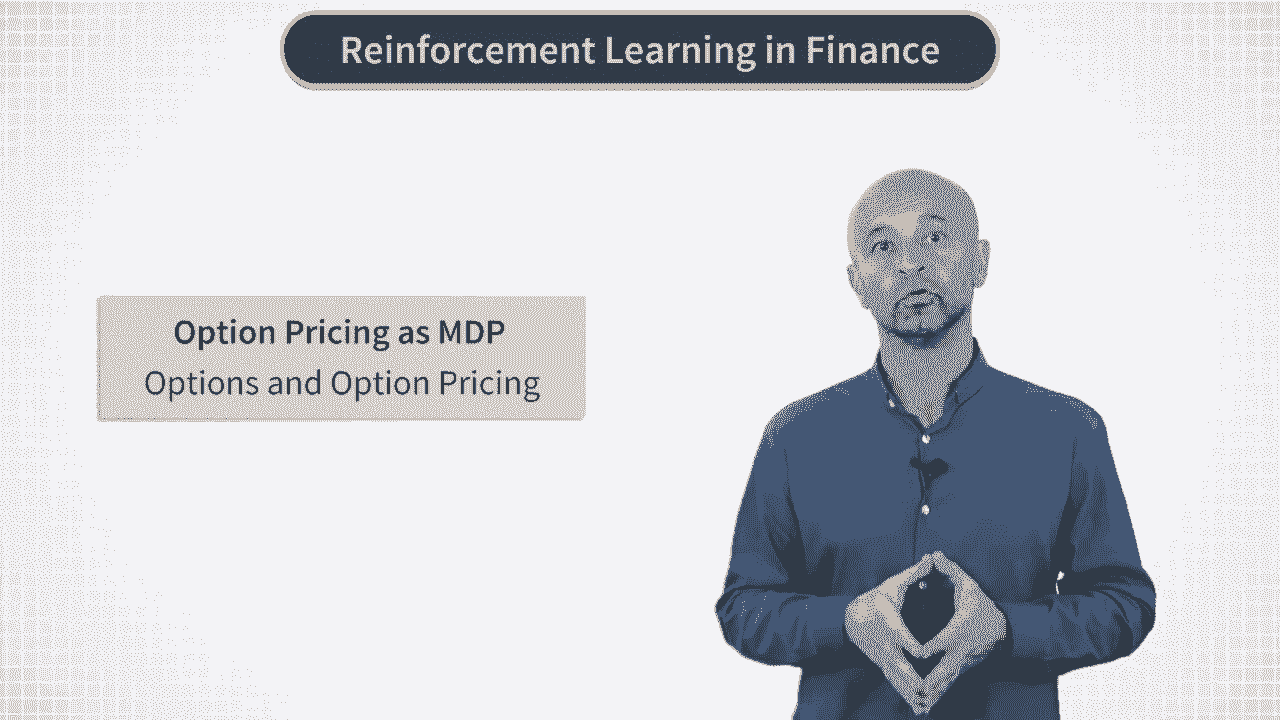 Reinforcement Learning in Finance
Option Pricing as MDP
Options and Option Pricing